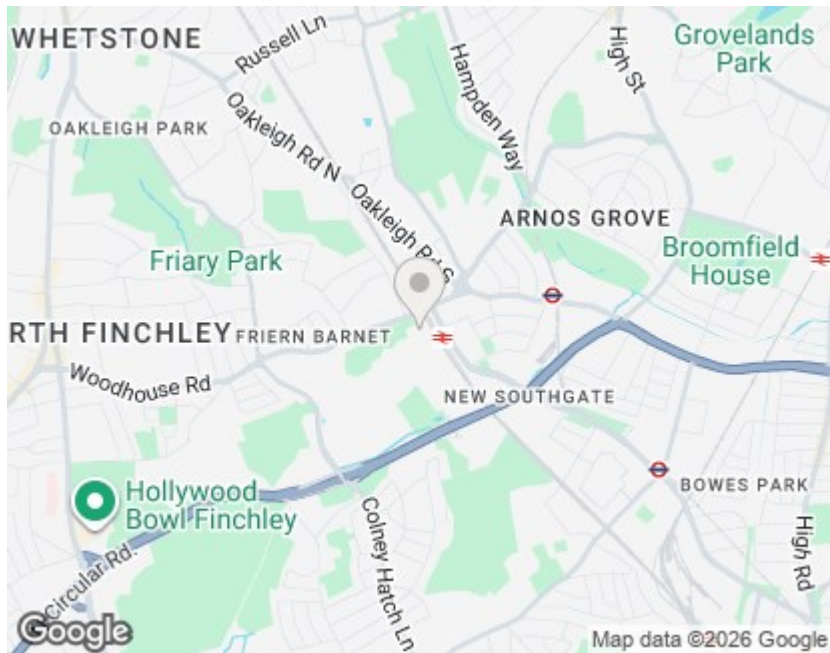 WHETSTONE
Russell Ln
High St
Grovelands
Park
Hampden Way
OAKLEIGH PARK
Oakleigh Rd N
Oakleigh Rd S
ARNOS GROVE
Friary Park
Broomfield
House
RTH FINCHLEY
FRIERN BARNET
Woodhouse Rd
NEW SOUTHGATE
BOWES PARK
Hollywood
Bowl Finchley
Colney Hatch Ln
High Rd
Circular Rd.
Google
Map data ©2026 Google